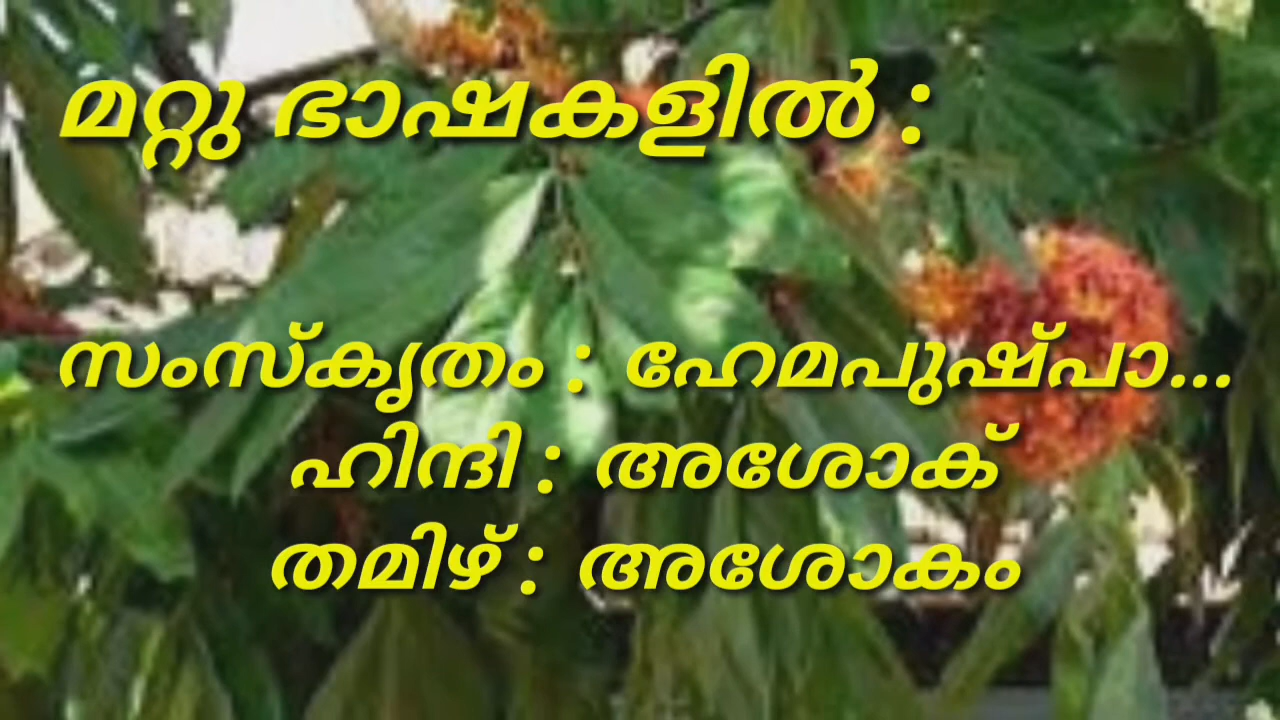 മറ്റു ഭാഷകളിൽ :
സംസ്കൃതം : ഹേമപുഷ്പാ...
ഹിന്ദി : അശോക്
തമിഴ് : അശോകം